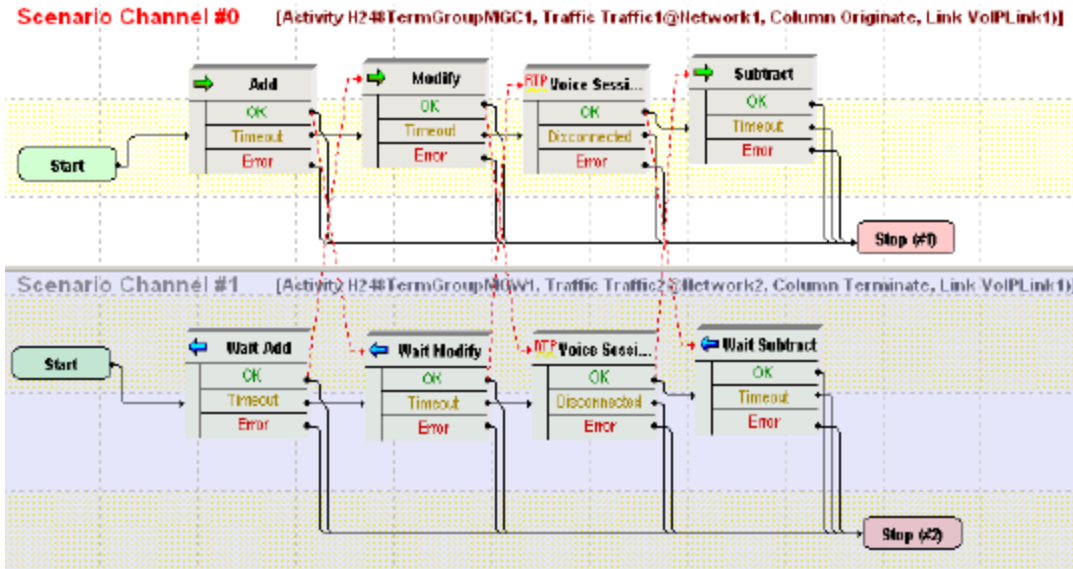 Scenario Channel #0 [Activity H248TermGroupMGC1, Traffic Traffic1@Network1, Column Originate, Link VoIPLink1)]
Add
OK
Timeout
Error
Modify
OK
Timeout
Error
RTP Voice Sessi...
OK
Disconnected
Error
Subtract
OK
Timeout
Error
Start
Stop (#1)
Scenario Channel #1 [Activity H248TermGroupMGW1, Traffic Traffic2@Network2, Column Terminate, Link VoIPLink1)]
Wait Add
OK
Timeout
Error
Wait Modify
OK
Timeout
Error
RTP Voice Sessi...
OK
Disconnected
Error
Wait Subtract
OK
Timeout
Error
Start
Stop (#2)